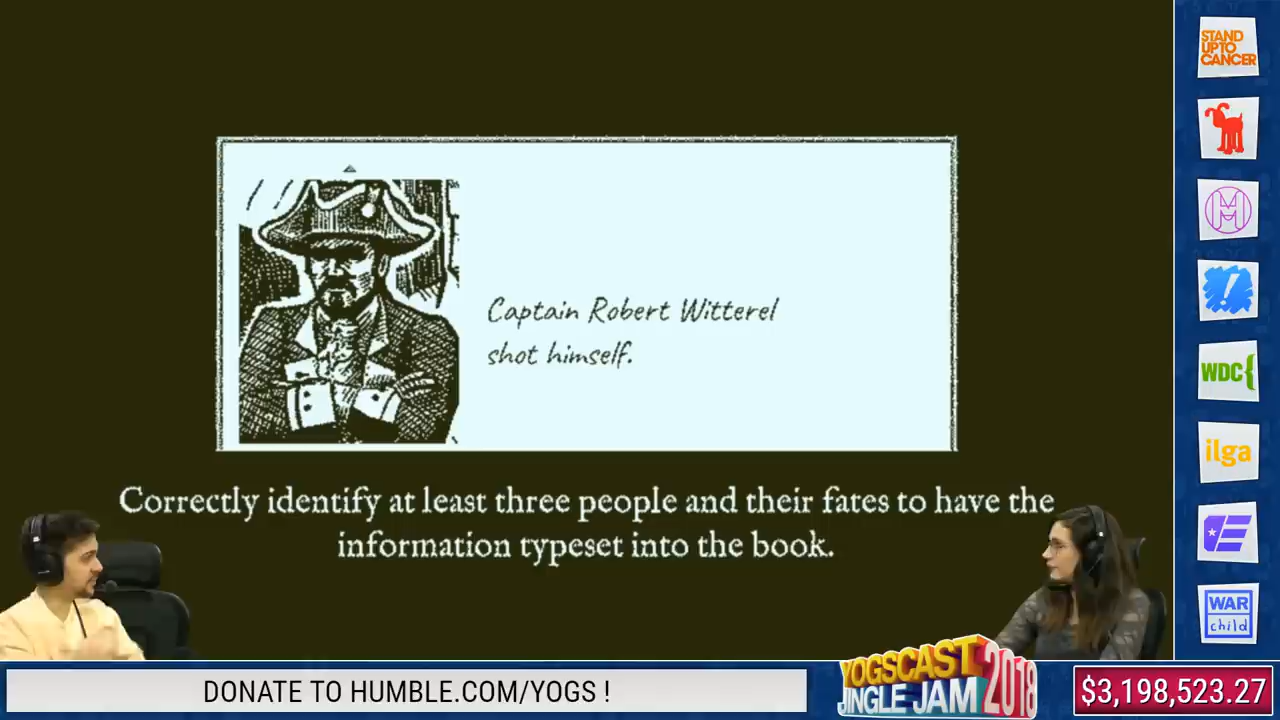 Captain Robert Witterel
shot himself.
Correctly identify at least three people and their fates to have the
information typeset into the book.
STAND
UP TO
CANCER
M
!
WDC
ilga
E
WAR
child
DONATE TO HUMBLE.COM/YOGS !
YOGSCAST
JINGLE JAM 2018
$3,198,523.27